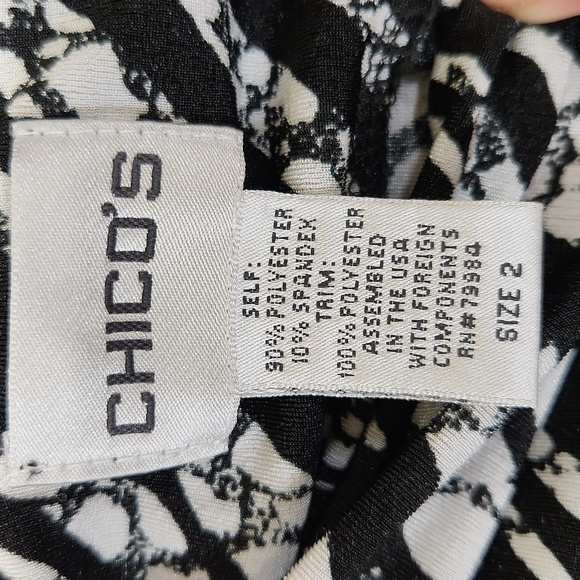 CHICO'S
SELF:
90% POLYESTER
10% SPANDEX
TRIM:
100% POLYESTER
ASSEMBLED
IN THE USA
WITH FOREIGN
COMPONENTS
RN# 79984
SIZE 2